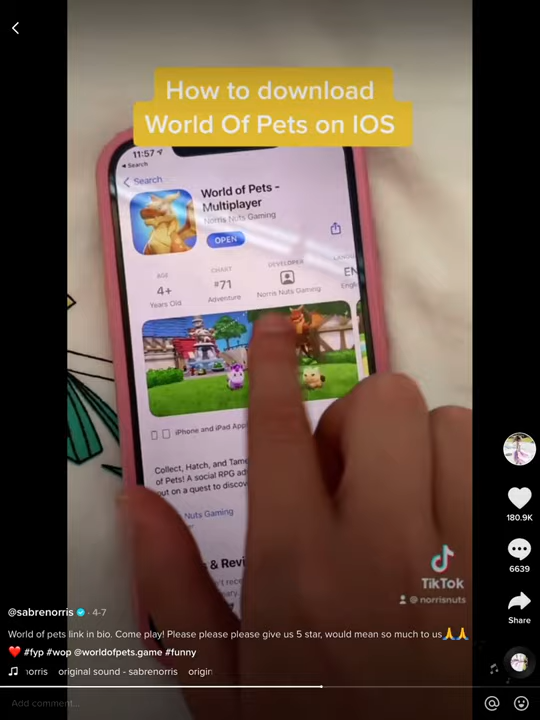 How to download
World Of Pets on IOS
11:57
Search
Search
World of Pets -
Multiplayer
Norris Nuts Gaming
OPEN
AGE
4+
Years Old
CHART
#71
Adventure
DEVELOPER
Norris Nuts Gaming
EN
iPhone and iPad
Collect, Hatch, and Tame
of Pets! A social RPG
out on a quest to
Nuts Gaming
TikTok
@ norrisnuts
180.9K
6639
Share
@sabrenorris · 4-7
World of pets link in bio. Come play! Please please please give us 5 star, would mean so much to us🙏🙏
❤️ #fyp #wop @worldofpets.game #funny
original sound - sabrenorris
Add comment...